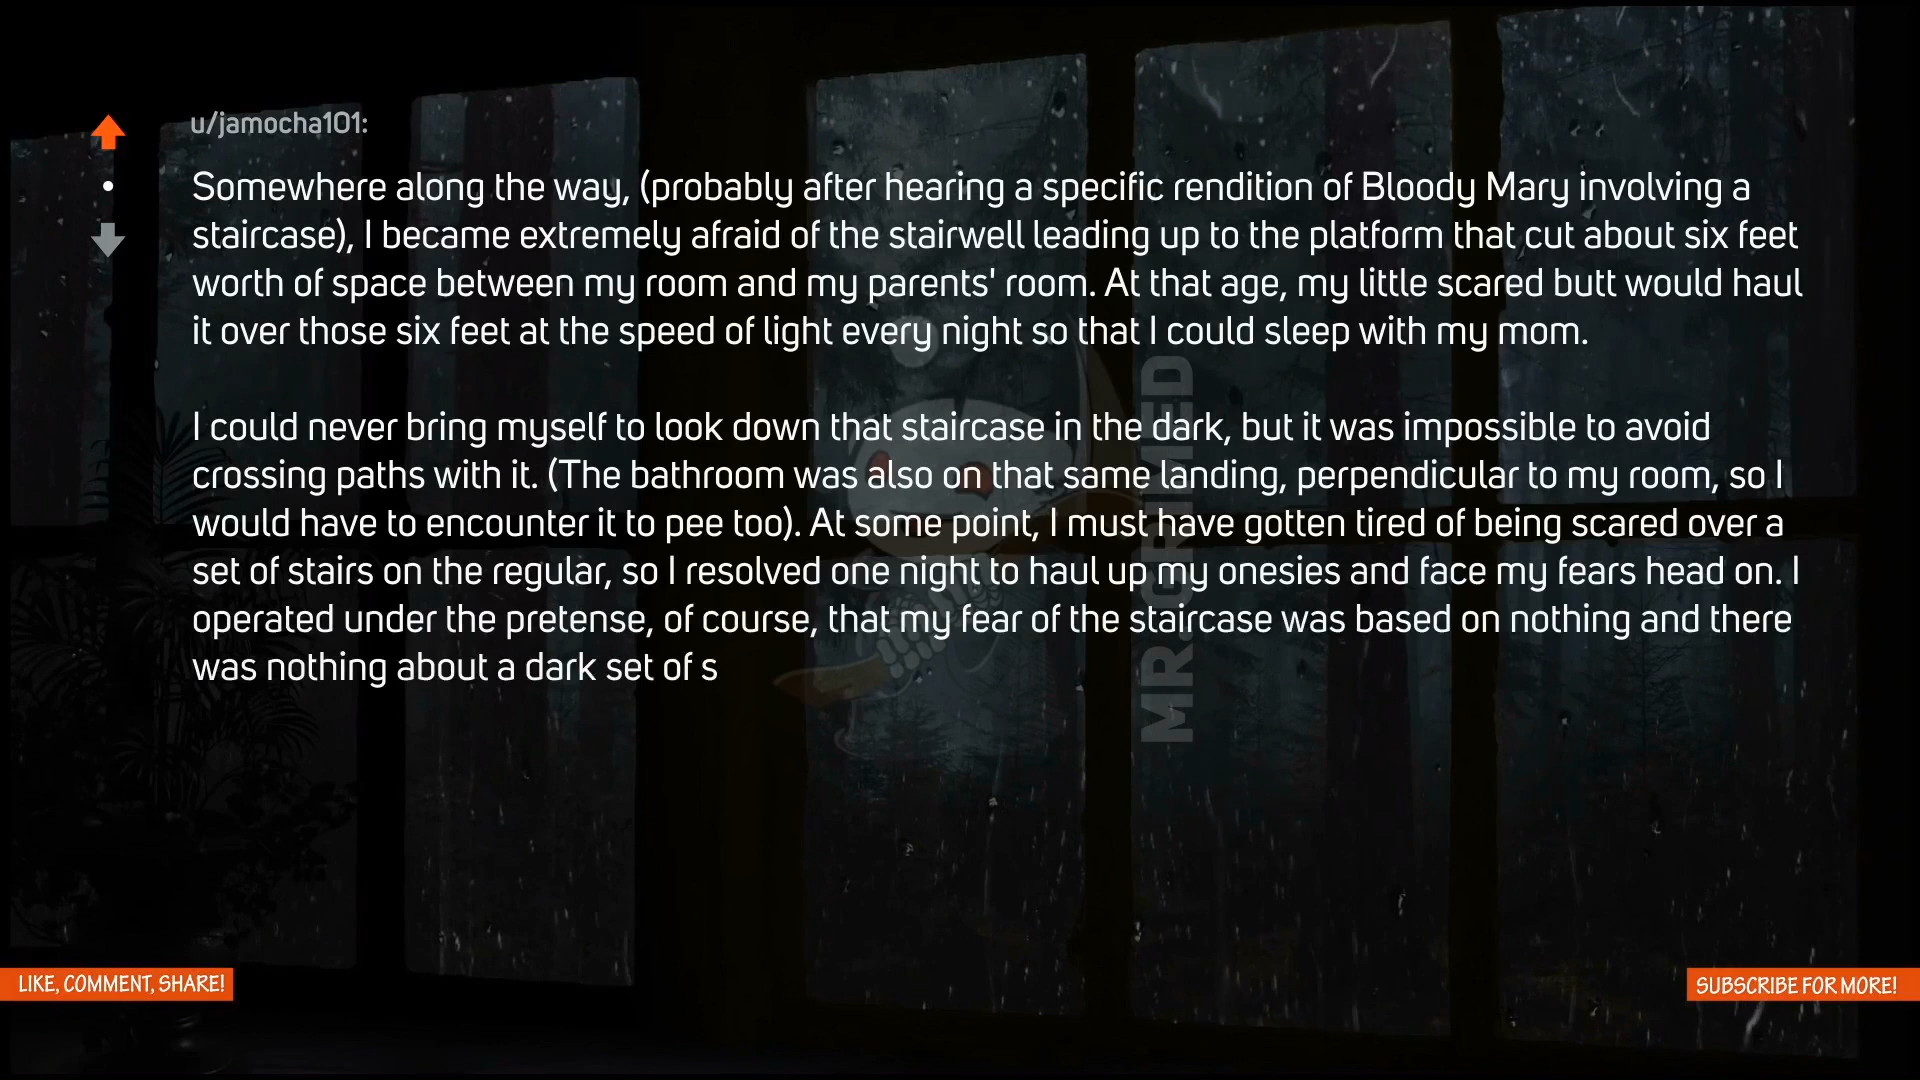 u/jamocha101:
Somewhere along the way, (probably after hearing a specific rendition of Bloody Mary involving a
staircase), I became extremely afraid of the stairwell leading up to the platform that cut about six feet
worth of space between my room and my parents' room. At that age, my little scared butt would haul
it over those six feet at the speed of light every night so that I could sleep with my mom.
I could never bring myself to look down that staircase in the dark, but it was impossible to avoid
crossing paths with it. (The bathroom was also on that same landing, perpendicular to my room, so I
would have to encounter it to pee too). At some point, I must have gotten tired of being scared over a
set of stairs on the regular, so I resolved one night to haul up my onesies and face my fears head on. I
operated under the pretense, of course, that my fear of the staircase was based on nothing and there
was nothing about a dark set of s
MR.GRIMED
LIKE, COMMENT, SHARE!
SUBSCRIBE FOR MORE!